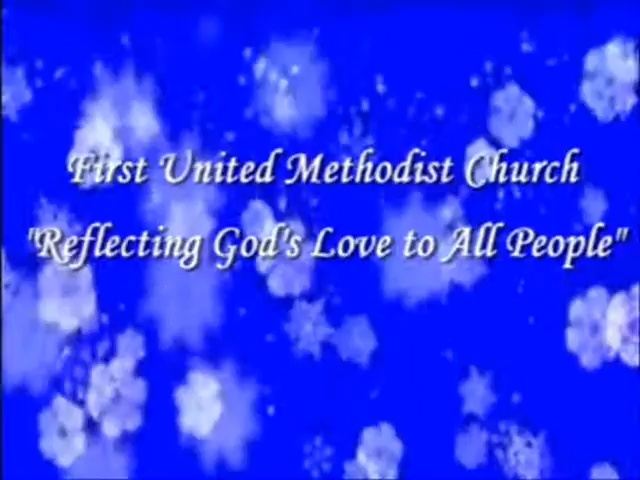 First United Methodist Church
"Reflecting God's Love to All People"